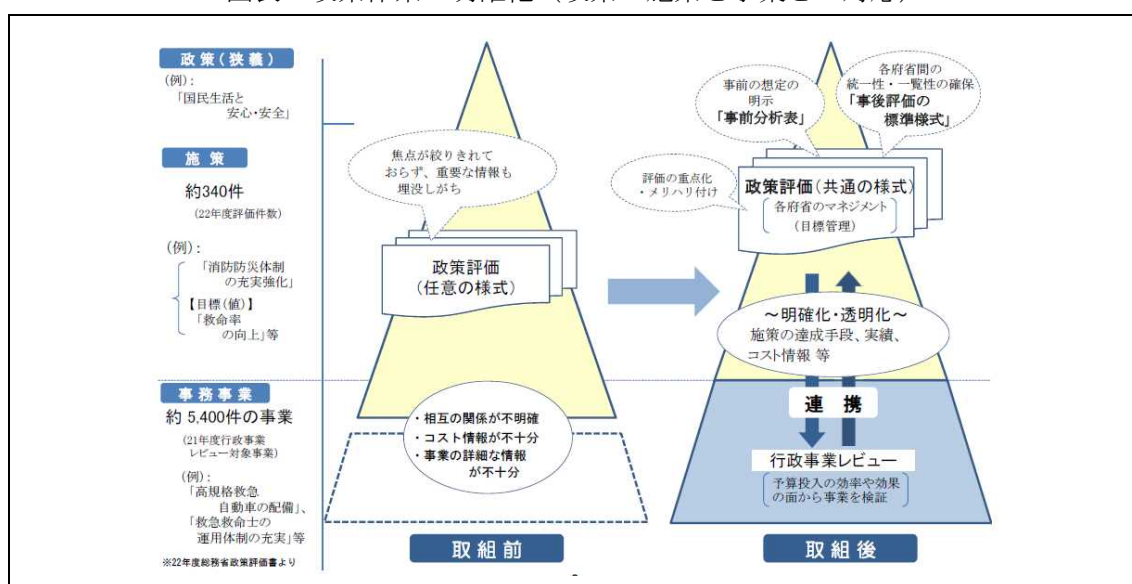 政策(狭義)
(例):
「国民生活と
安心・安全」
施策
約340件
(22年度評価件数)
(例):
「消防防災体制
の充実強化」
【目標(値)】
「救命率
の向上」等
事務事業
約5,400件の事業
(21年度行政事業
レビュー対象事業)
(例):
「高規格救急
自動車の配備」、
「救急救命士の
運用体制の充実」等
※22年度総務省政策評価書より
焦点が絞りきれて
おらず、重要な情報も
埋没しがち
政策評価
(任意の様式)
・相互の関係が不明確
・コスト情報が不十分
・事業の詳細な情報
が不十分
取組前
事前の想定の
明示
「事前分析表」
各府省間の
統一性・一覧性の確保
「事後評価の
標準様式」
評価の重点化
・メリハリ付け
政策評価(共通の様式)
各府省のマネジメント
(目標管理)
~明確化・透明化~
施策の達成手段、実績、
コスト情報 等
連携
行政事業レビュー
予算投入の効率や効果
の面から事業を検証
取組後